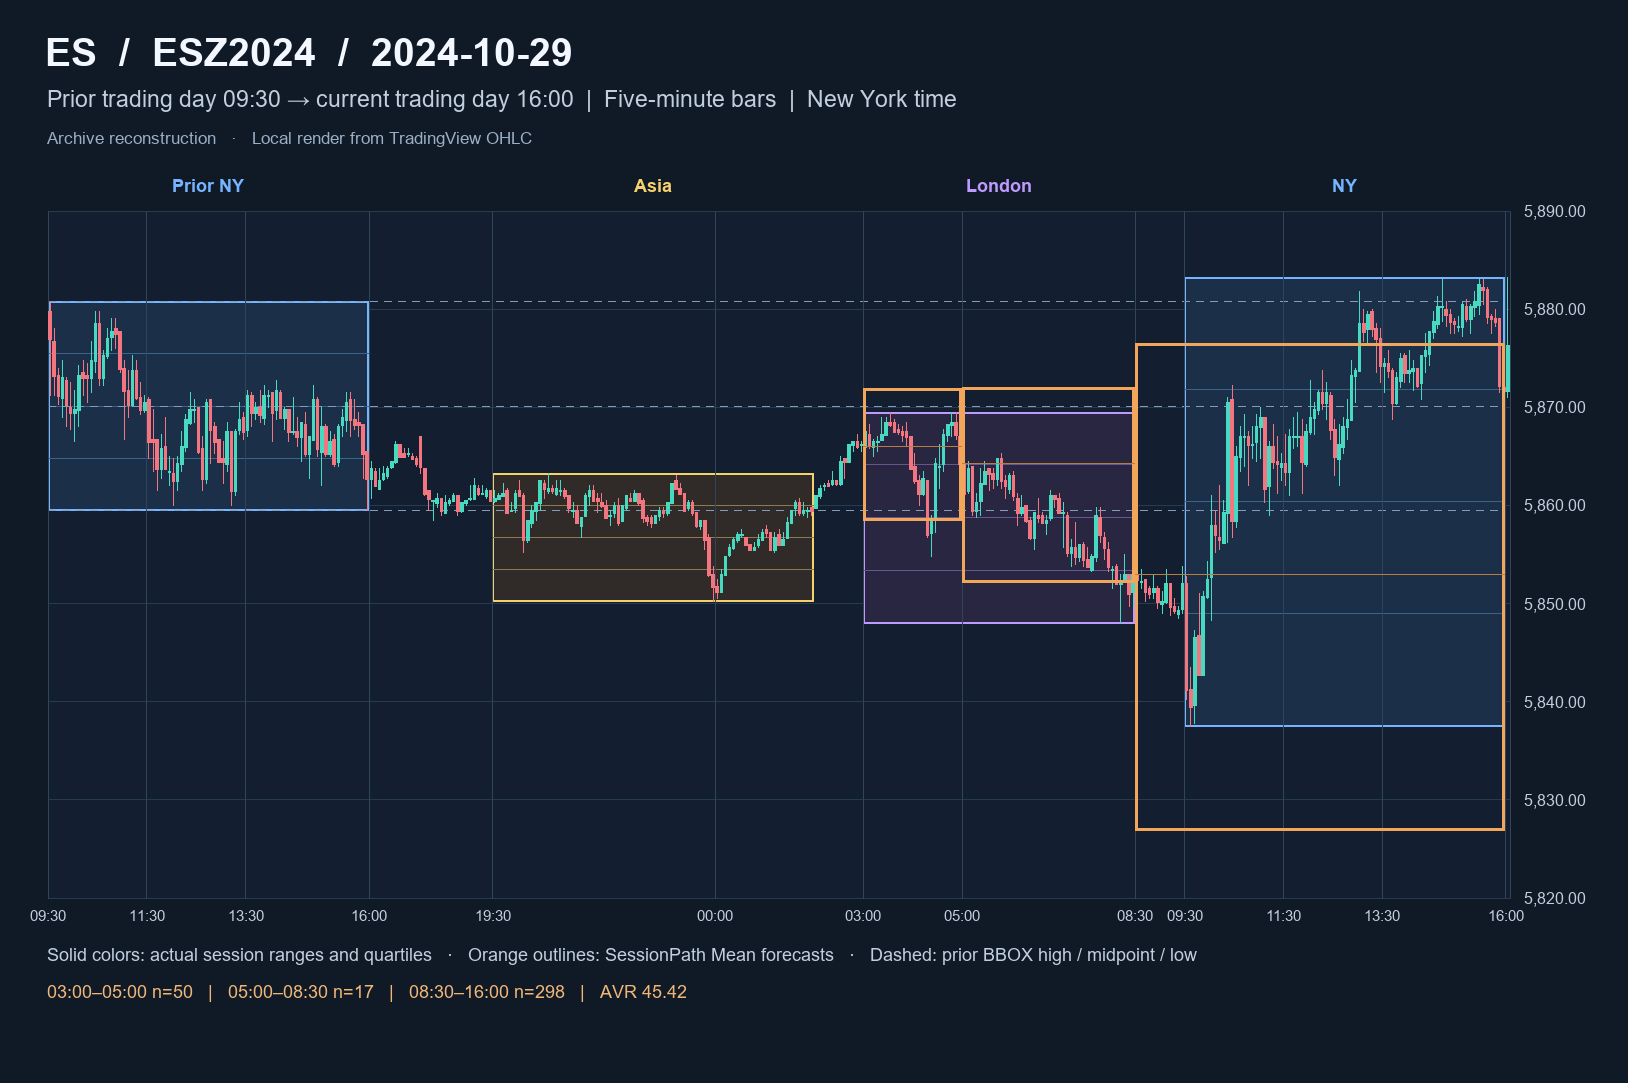 ES / ESZ2024 / 2024-10-29
Prior trading day 09:30 → current trading day 16:00 | Five-minute bars | New York time
Archive reconstruction · Local render from TradingView OHLC
Prior NY Asia London NY
5,890.00
5,880.00
5,870.00
5,860.00
5,850.00
5,840.00
5,830.00
5,820.00
09:30 11:30 13:30 16:00 19:30 00:00 03:00 05:00 08:30 09:30 11:30 13:30 16:00
Solid colors: actual session ranges and quartiles · Orange outlines: SessionPath Mean forecasts · Dashed: prior BBOX high / midpoint / low
03:00–05:00 n=50 | 05:00–08:30 n=17 | 08:30–16:00 n=298 | AVR 45.42